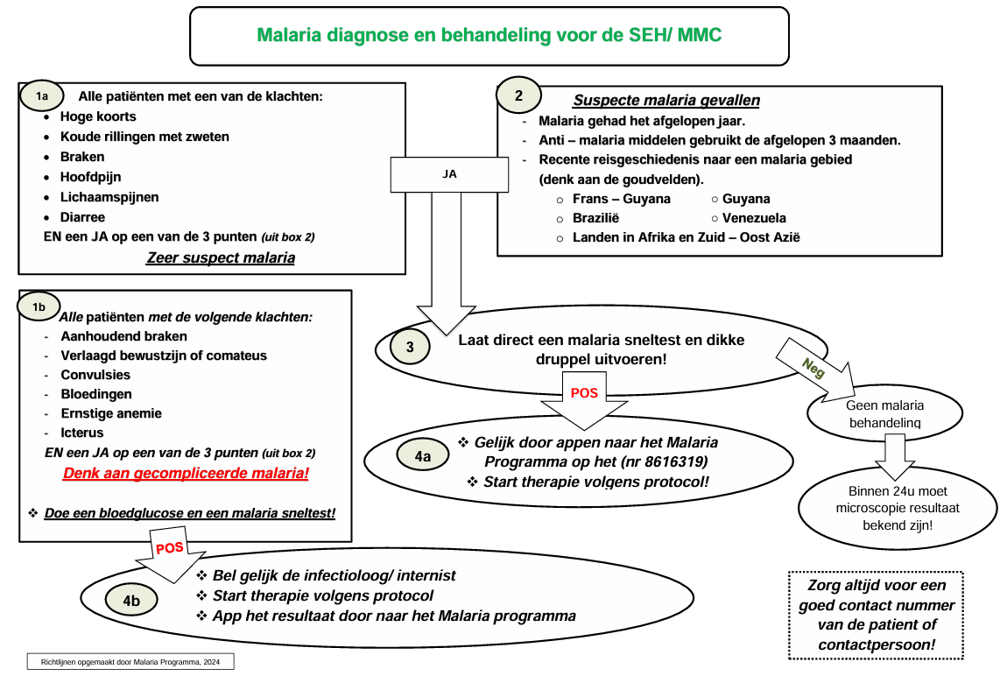 Malaria diagnose en behandeling voor de SEH/ MMC
1a
Alle patiënten met een van de klachten:
• Hoge koorts
• Koude rillingen met zweten
• Braken
• Hoofdpijn
• Lichaamspijnen
• Diarree
EN een JA op een van de 3 punten (uit box 2)
Zeer suspect malaria
JA
2
Suspecte malaria gevallen
- Malaria gehad het afgelopen jaar.
- Anti – malaria middelen gebruikt de afgelopen 3 maanden.
- Recente reisgeschiedenis naar een malaria gebied
(denk aan de goudvelden).
o Frans – Guyana ○ Guyana
o Brazilië ○ Venezuela
o Landen in Afrika en Zuid – Oost Azië
1b
Alle patiënten met de volgende klachten:
- Aanhoudend braken
- Verlaagd bewustzijn of comateus
- Convulsies
- Bloedingen
- Ernstige anemie
- Icterus
EN een JA op een van de 3 punten (uit box 2)
Denk aan gecompliceerde malaria!
❖ Doe een bloedglucose en een malaria sneltest!
3
Laat direct een malaria sneltest en dikke
druppel uitvoeren!
POS
Neg
4a
❖ Gelijk door appen naar het Malaria
Programma op het (nr 8616319)
❖ Start therapie volgens protocol!
Geen malaria
behandeling
Binnen 24u moet
microscopie resultaat
bekend zijn!
POS
4b
❖ Bel gelijk de infectioloog/ internist
❖ Start therapie volgens protocol
❖ App het resultaat door naar het Malaria programma
Zorg altijd voor een
goed contact nummer
van de patient of
contactpersoon!
Richtlijnen opgemaakt door Malaria Programma, 2024